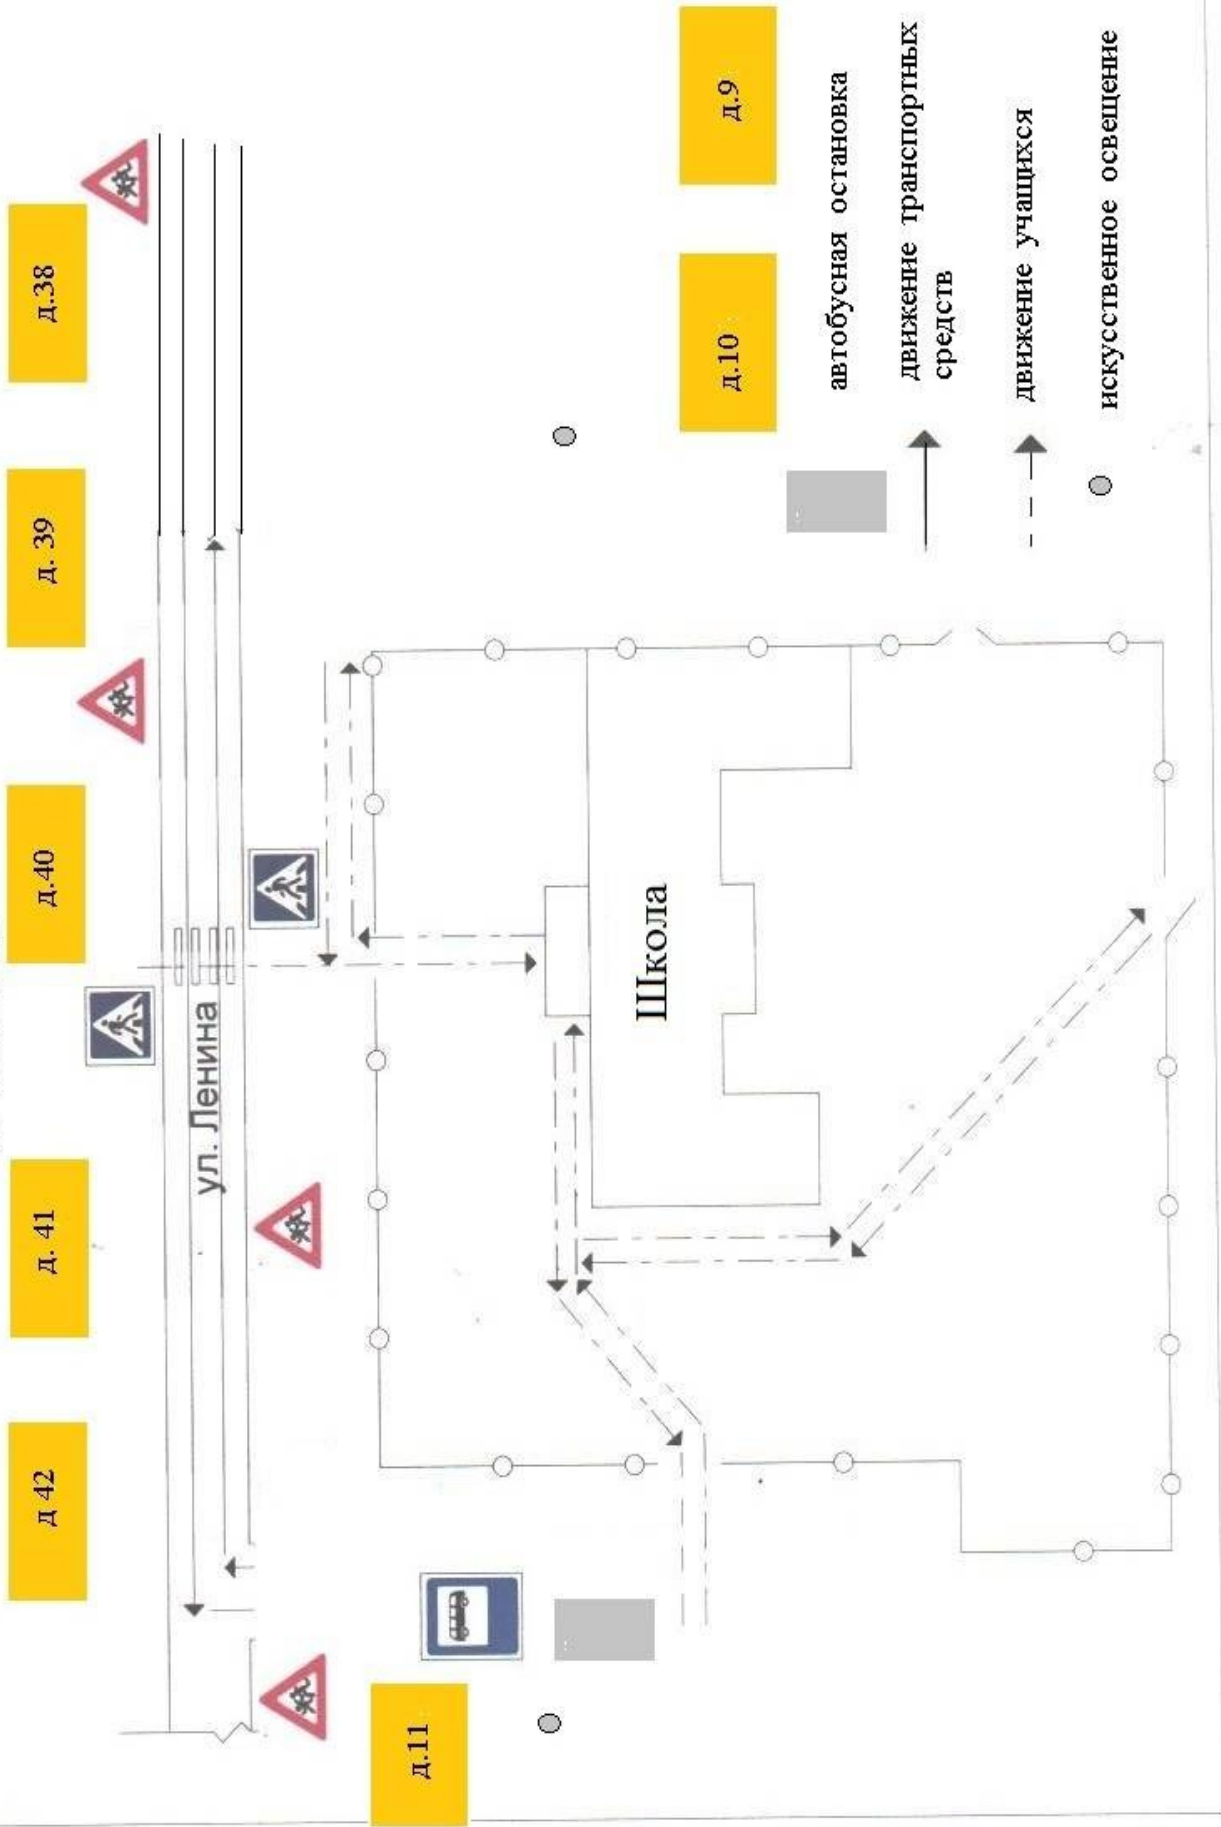 д 42
д. 41
д.40
д. 39
д.38
ул. Ленина
д.11
Школа
д.10
д.9
автобусная остановка
движение транспортных
средств
движение учащихся
искусственное освещение